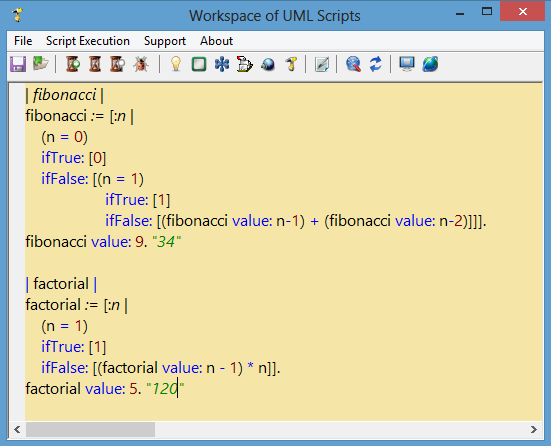 Workspace of UML Scripts
File Script Execution Support About
| fibonacci |
fibonacci := [:n |
(n = 0)
ifTrue: [0]
ifFalse: [(n = 1)
ifTrue: [1]
ifFalse: [(fibonacci value: n-1) + (fibonacci value: n-2)]]].
fibonacci value: 9. "34"
| factorial |
factorial := [:n |
(n = 1)
ifTrue: [1]
ifFalse: [(factorial value: n - 1) * n]].
factorial value: 5. "120"